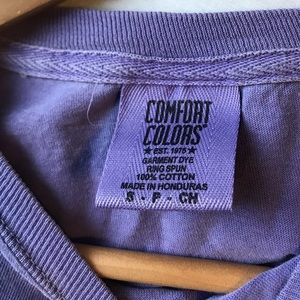 COMFORT
COLORS®
★ EST. 1975 ★
GARMENT DYE
RING SPUN
100% COTTON
MADE IN HONDURAS
S - P - CH